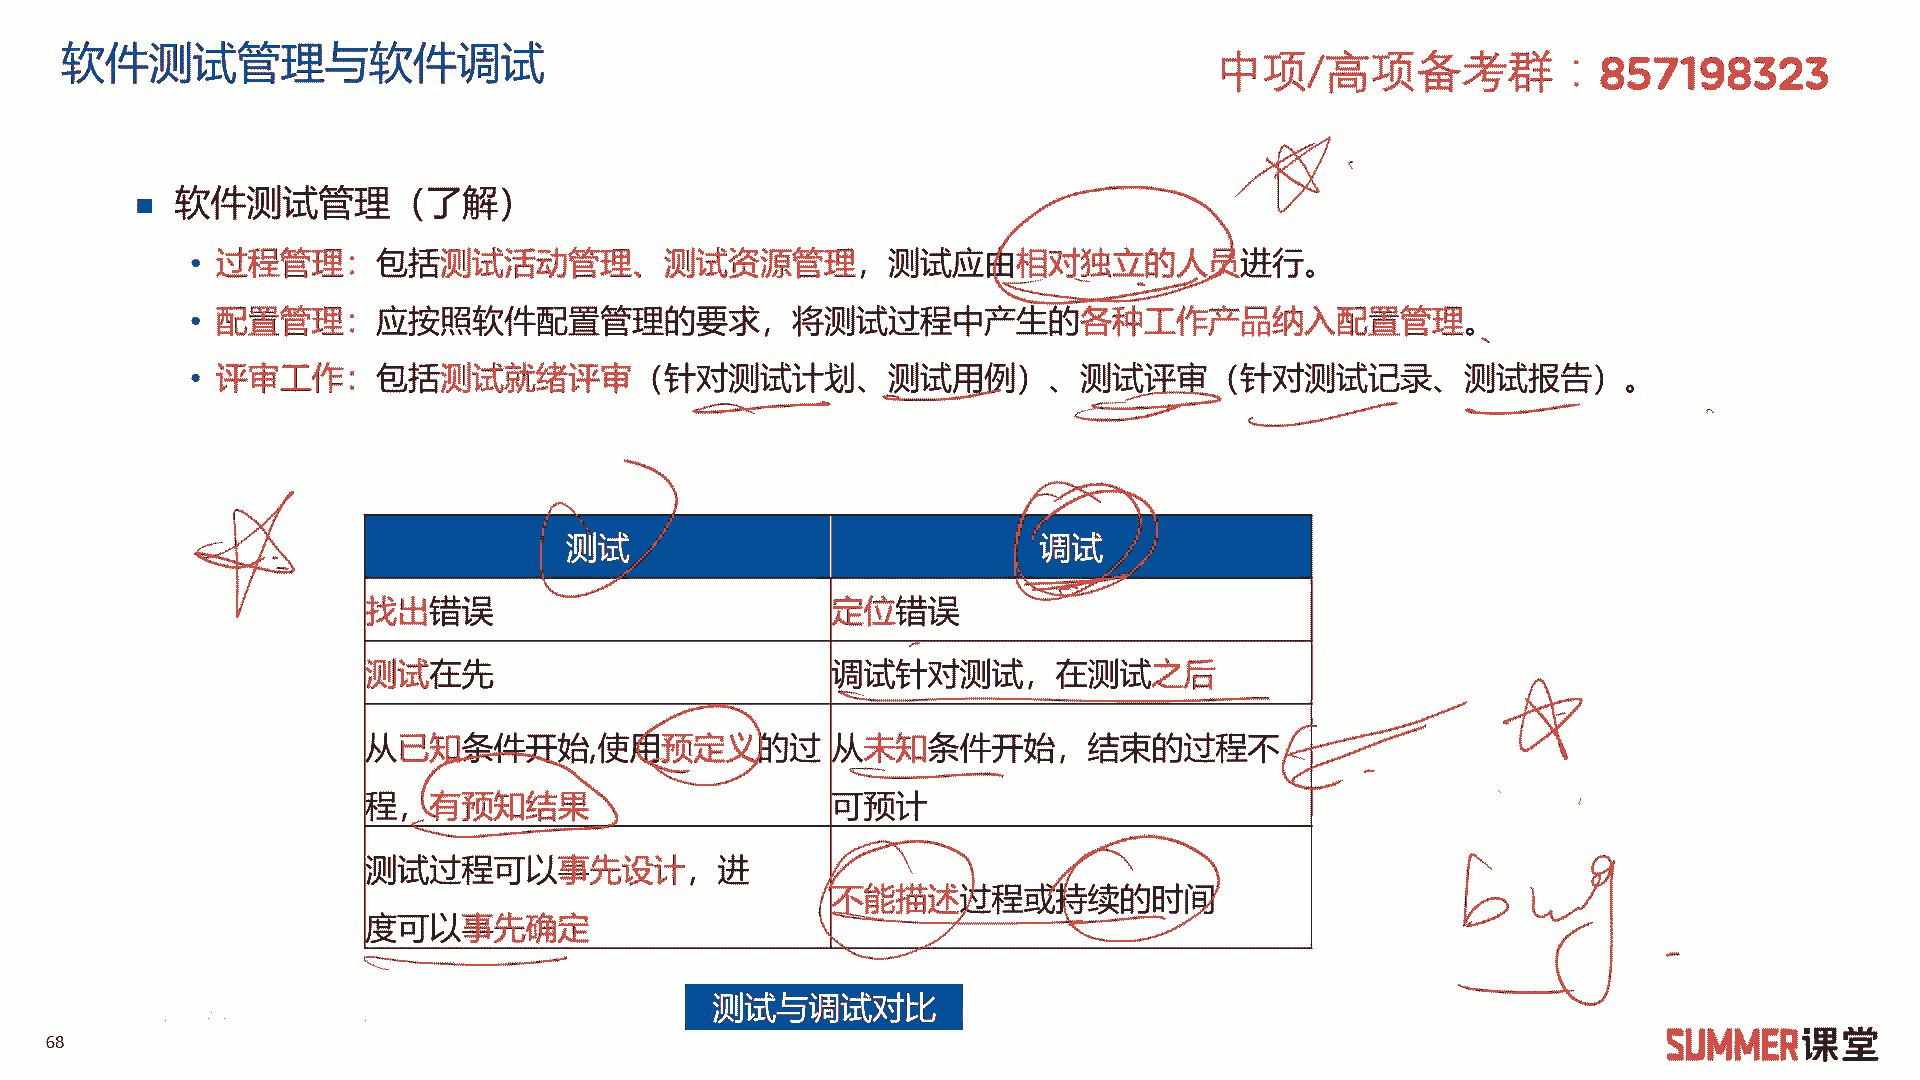 软件测试管理与软件调试
中项/高项备考群：857198323
■ 软件测试管理（了解）
• 过程管理：包括测试活动管理、测试资源管理，测试应由相对独立的人员进行。
• 配置管理：应按照软件配置管理的要求，将测试过程中产生的各种工作产品纳入配置管理。
• 评审工作：包括测试就绪评审（针对测试计划、测试用例）、测试评审（针对测试记录、测试报告）。
测试
调试
找出错误
定位错误
测试在先
调试针对测试，在测试之后
从已知条件开始,使用预定义的过
程，有预知结果
从未知条件开始，结束的过程不
可预计
测试过程可以事先设计，进
度可以事先确定
不能描述过程或持续的时间
bug
测试与调试对比
68
SUMMER课堂